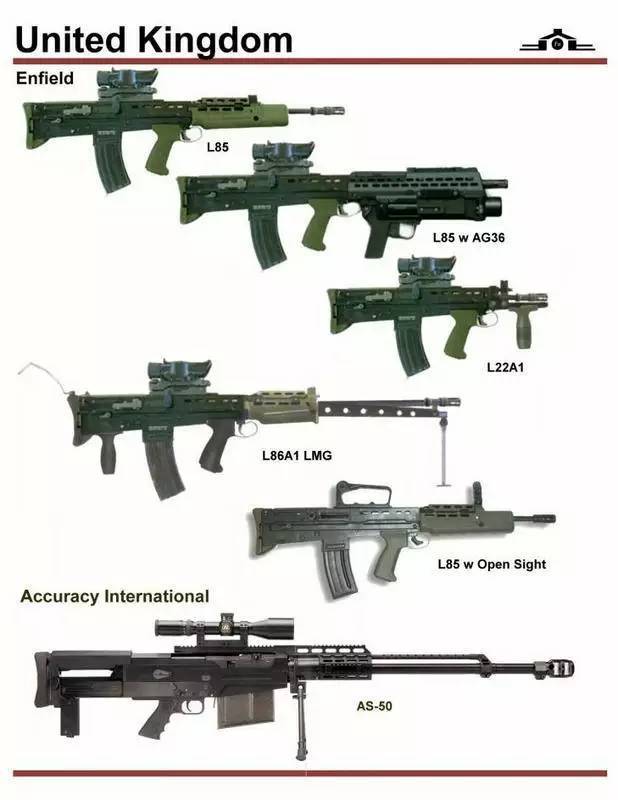 United Kingdom
Enfield
L85
L85 w AG36
L22A1
L86A1 LMG
L85 w Open Sight
Accuracy International
AS-50